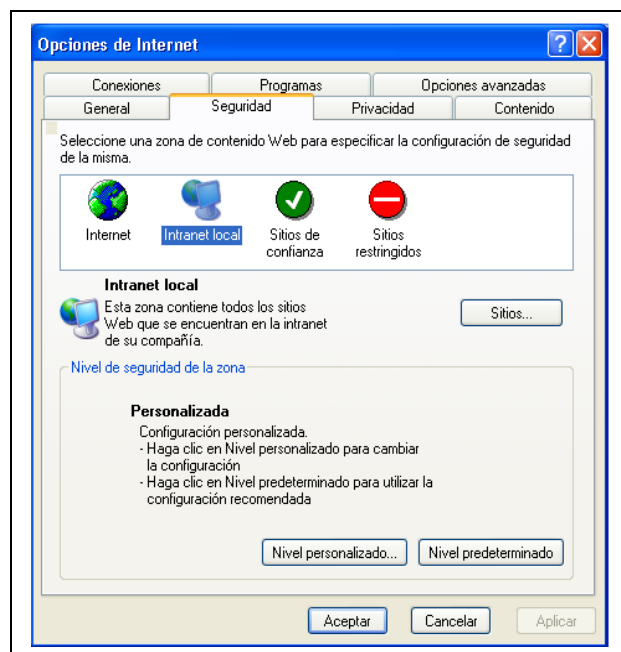 Opciones de Internet
Conexiones
Programas
Opciones avanzadas
General
Seguridad
Privacidad
Contenido
Seleccione una zona de contenido Web para especificar la configuración de seguridad
de la misma.
Internet
Intranet local
Sitios de
confianza
Sitios
restringidos
Intranet local
Esta zona contiene todos los sitios
Web que se encuentran en la intranet
de su compañía.
Sitios...
Nivel de seguridad de la zona
Personalizada
Configuración personalizada.
- Haga clic en Nivel personalizado para cambiar
la configuración
- Haga clic en Nivel predeterminado para utilizar la
configuración recomendada
Nivel personalizado...
Nivel predeterminado
Aceptar
Cancelar
Aplicar